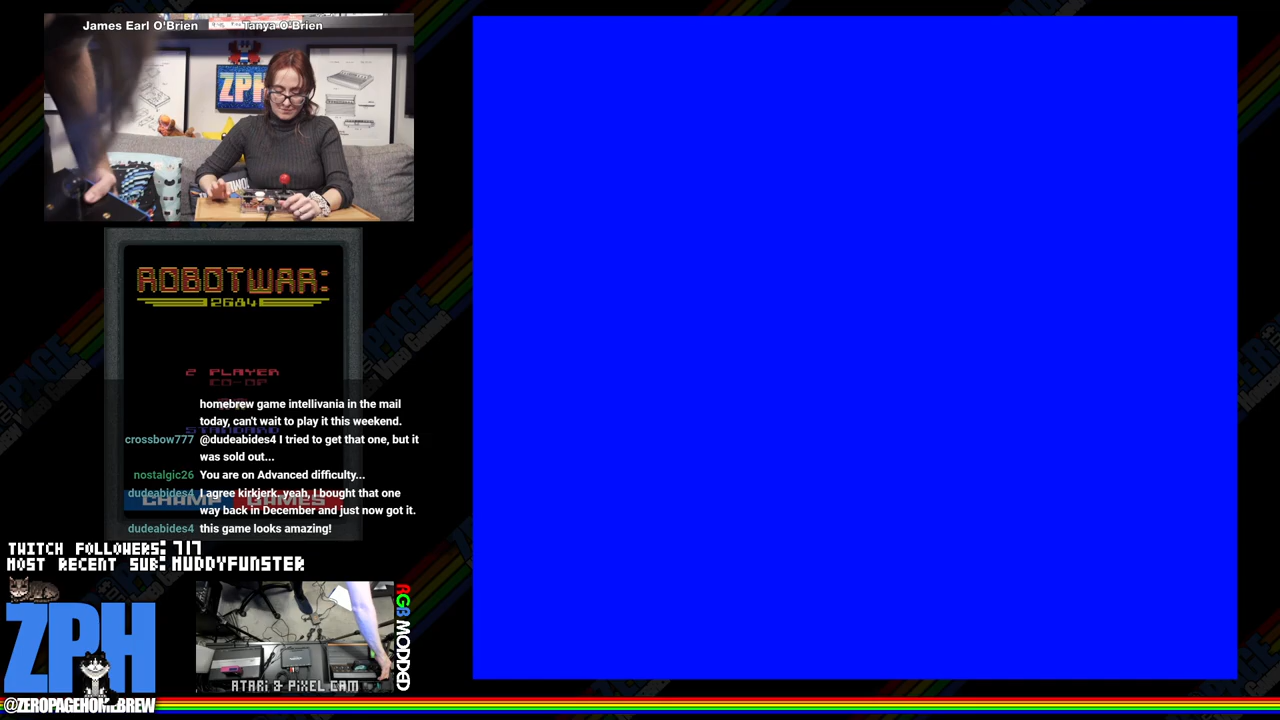 James Earl O'Brien
Tanya O'Brien
ZPH
ROBOTWAR:
2684
2 PLAYER
CO-OP
STANDARD
CHAMP GAMES
homebrew game intellivania in the mail
today, can't wait to play it this weekend.
crossbow777 @dudeabides4 I tried to get that one, but it
was sold out...
nostalgic26 You are on Advanced difficulty...
dudeabides4 I agree kirkjerk. yeah, I bought that one
way back in December and just now got it.
dudeabides4 this game looks amazing!
TWITCH FOLLOWERS: 717
MOST RECENT SUB: MUDDYFUNSTER
ZPH
@ZEROPAGEHOMEBREW
ATARI & PIXEL CAM
RGB MODDED